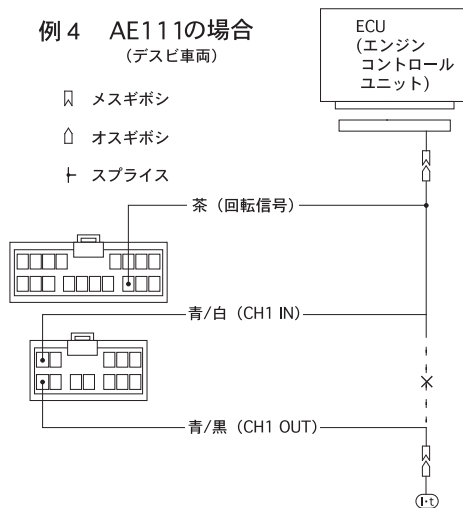 例４ AE111の場合
(デスビ車両)
メスギボシ
オスギボシ
スプライス
ECU
(エンジン
コントロール
ユニット)
茶（回転信号）
青/白（CH1 IN）
青/黒（CH1 OUT）
I・t